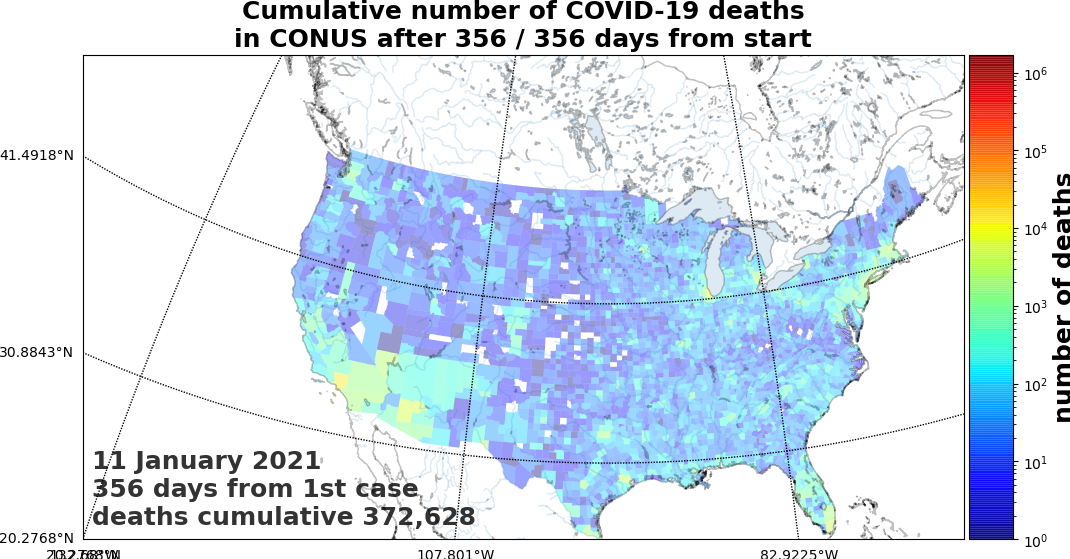 Cumulative number of COVID-19 deaths
in CONUS after 356 / 356 days from start
41.4918°N
30.8843°N
20.2768°N
11 January 2021
356 days from 1st case
deaths cumulative 372,628
107.801°W
82.9225°W
10^6
10^5
10^4
10^3
10^2
10^1
10^0
number of deaths